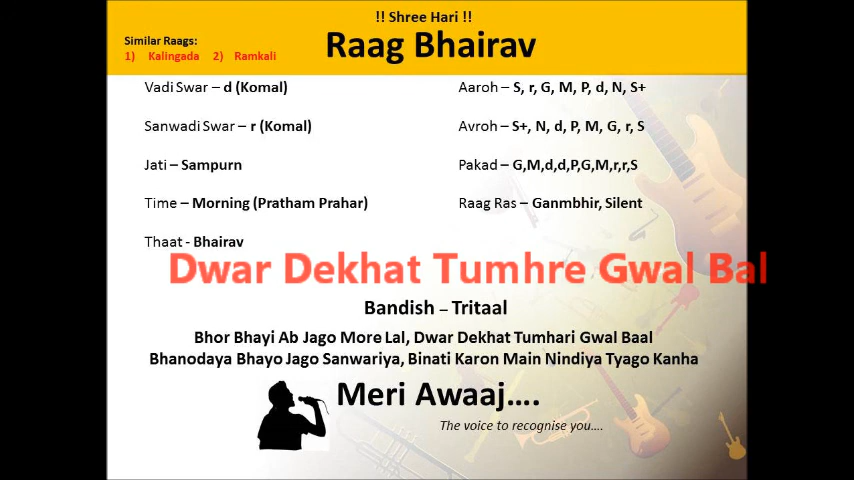 !! Shree Hari !!
Similar Raags:
1) Kalingada 2) Ramkali
Raag Bhairav
Vadi Swar – d (Komal)
Sanwadi Swar – r (Komal)
Jati – Sampurn
Time – Morning (Pratham Prahar)
Thaat - Bhairav
Aaroh – S, r, G, M, P, d, N, S+
Avroh – S+, N, d, P, M, G, r, S
Pakad – G,M,d,d,P,G,M,r,r,S
Raag Ras – Ganmbhir, Silent
Dwar Dekhat Tumhre Gwal Bal
Bandish – Tritaal
Bhor Bhayi Ab Jago More Lal, Dwar Dekhat Tumhari Gwal Baal
Bhanodaya Bhayo Jago Sanwariya, Binati Karon Main Nindiya Tyago Kanha
Meri Awaaj....
The voice to recognise you....